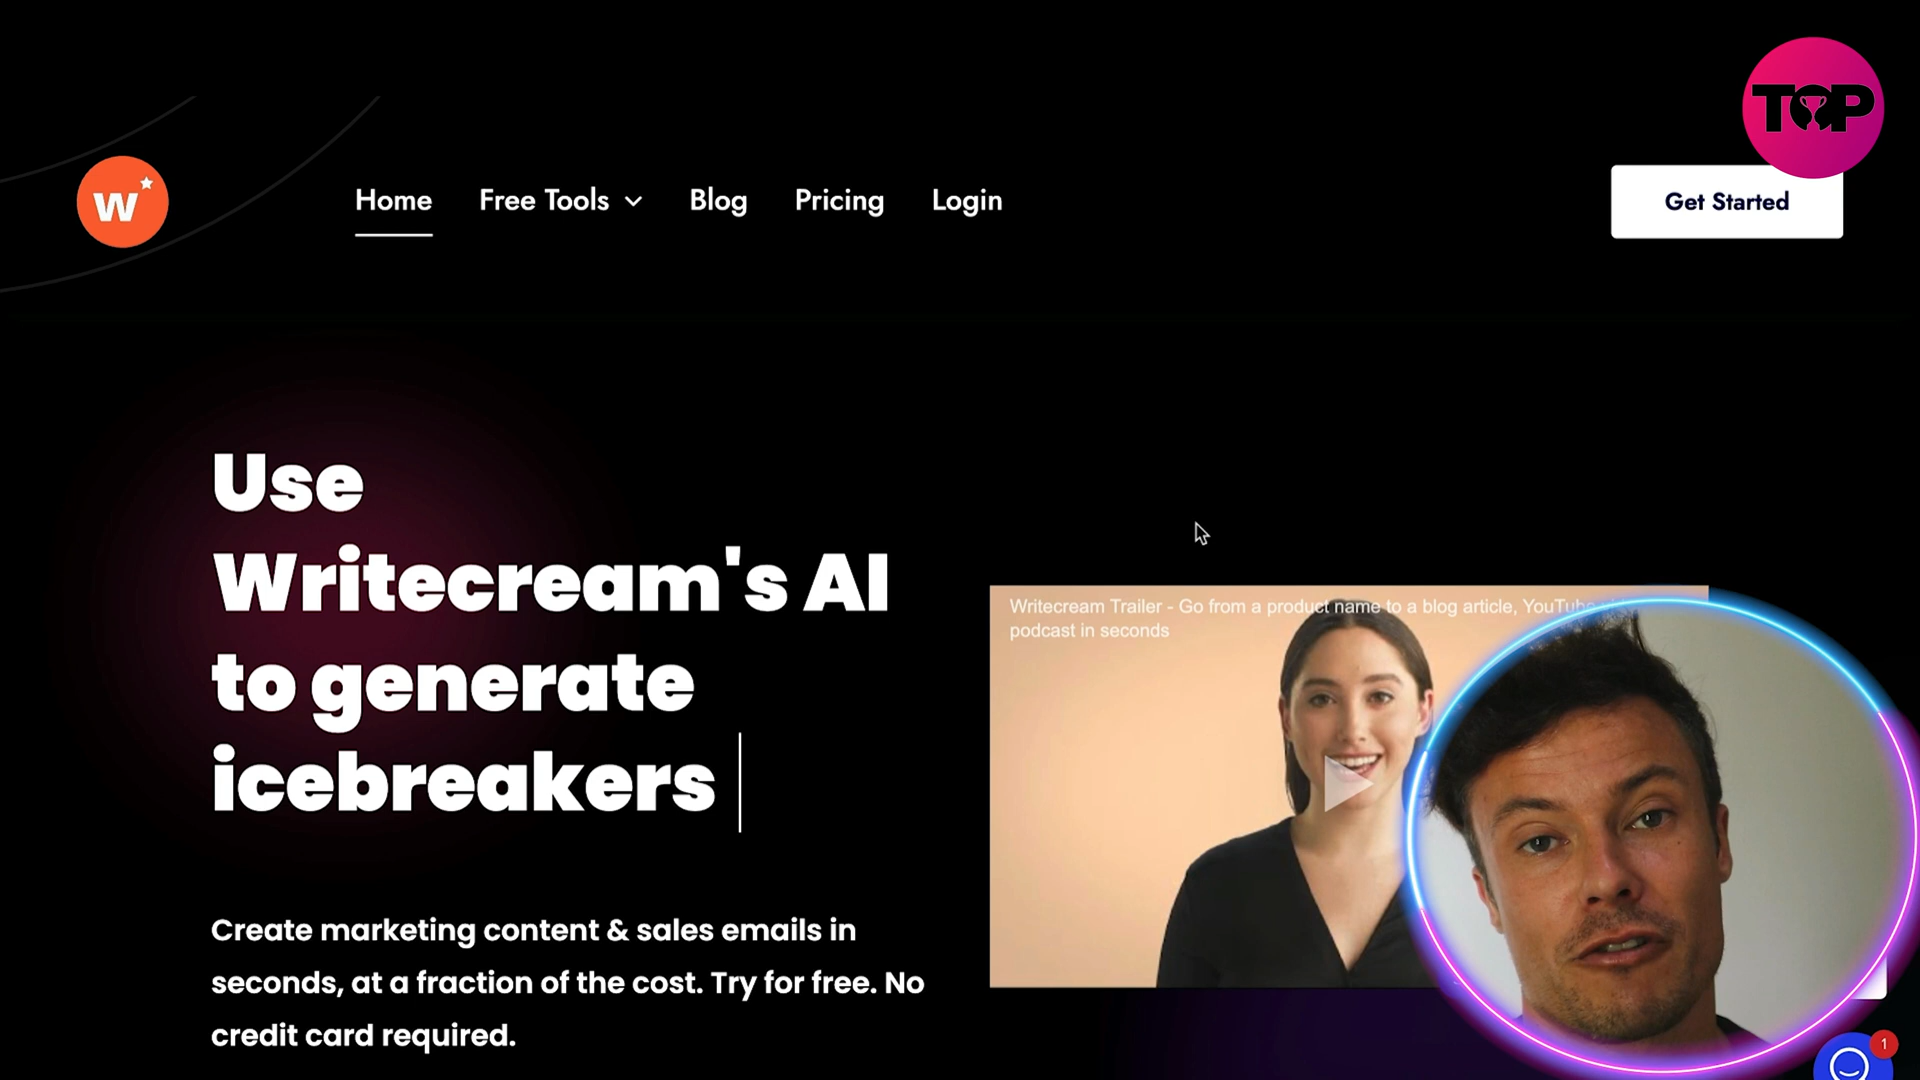 TOP
W
Home
Free Tools
Blog
Pricing
Login
Get Started
Use
Writecream's AI
to generate
icebreakers
Create marketing content & sales emails in
seconds, at a fraction of the cost. Try for free. No
credit card required.
Writecream Trailer - Go from a product name to a blog article, YouTube
podcast in seconds
1